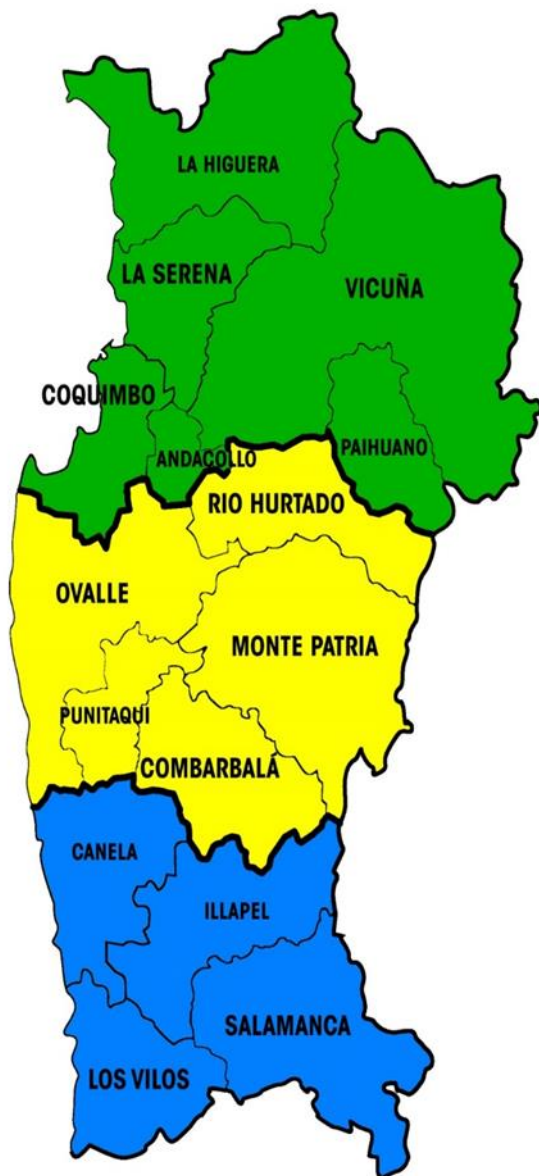 LA HIGUERA
LA SERENA
VICUÑA
COQUIMBO
ANDACOLLO
PAIHUANO
RIO HURTADO
OVALLE
MONTE PATRIA
PUNITAQUI
COMBARBALÁ
CANELA
ILLAPEL
SALAMANCA
LOS VILOS